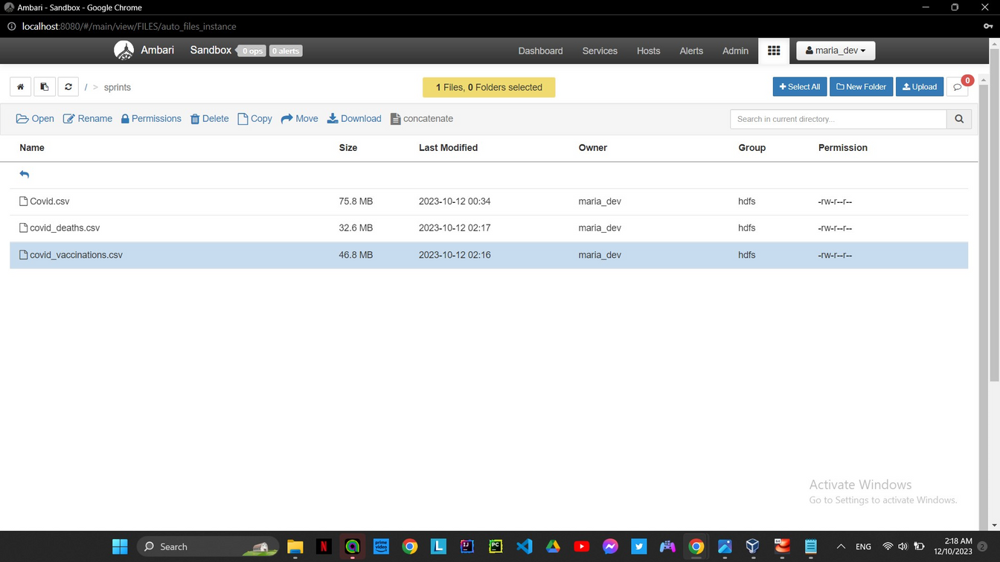 Ambari - Sandbox - Google Chrome
localhost:8080/#/main/view/FILES/auto_files_instance
Ambari Sandbox 0 ops 0 alerts Dashboard Services Hosts Alerts Admin maria_dev
/ > sprints 1 Files, 0 Folders selected Select All New Folder Upload 0
Open Rename Permissions Delete Copy Move Download concatenate Search in current directory...
Name Size Last Modified Owner Group Permission
Covid.csv 75.8 MB 2023-10-12 00:34 maria_dev hdfs -rw-r--r--
covid_deaths.csv 32.6 MB 2023-10-12 02:17 maria_dev hdfs -rw-r--r--
covid_vaccinations.csv 46.8 MB 2023-10-12 02:16 maria_dev hdfs -rw-r--r--
Activate Windows
Go to Settings to activate Windows.
Search N prime video L IJ PC ENG 2:18 AM 2
12/10/2023